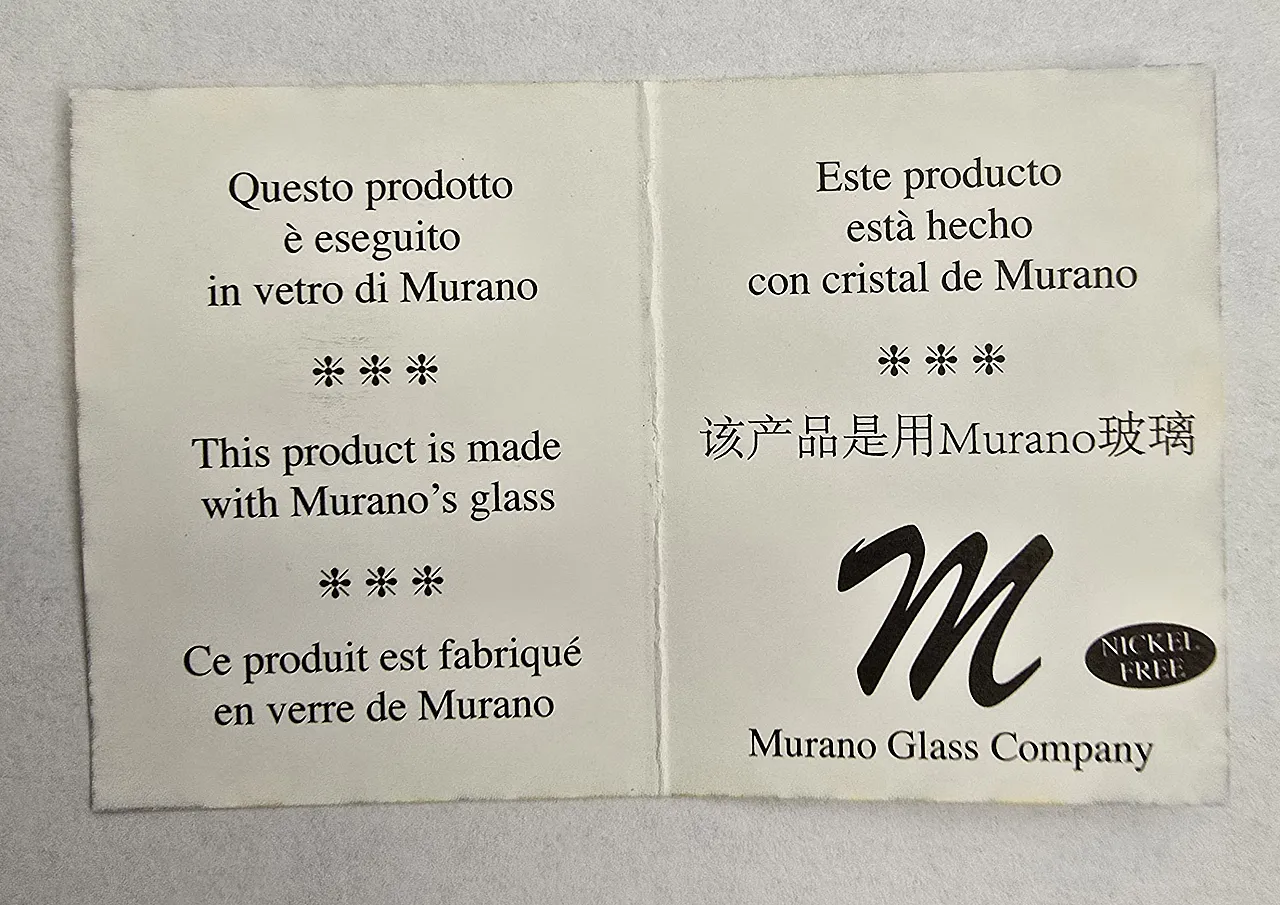 Questo prodotto
è eseguito
in vetro di Murano
This product is made
with Murano's glass
Ce produit est fabriqué
en verre de Murano
Este producto
està hecho
con cristal de Murano
该产品是用Murano玻璃
M
NICKEL
FREE
Murano Glass Company